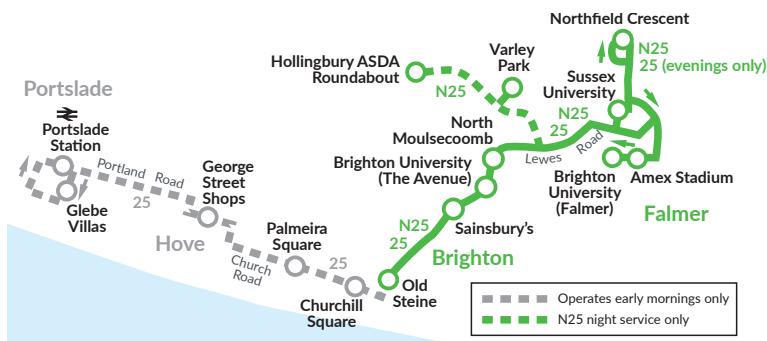 Northfield Crescent
N25
25 (evenings only)
Varley
Park
Hollingbury ASDA
Roundabout
N25
Sussex
University
N25
25
Portslade
Portslade
Station
North
Moulsecoomb
Lewes Road
Brighton University
(The Avenue)
Brighton
University
(Falmer)
Amex Stadium
Falmer
Portland Road
25
George
Street
Shops
Glebe
Villas
Hove
Palmeira
Square
Church
Road
25
N25
25
Sainsbury's
Brighton
Old
Steine
Churchill
Square
Operates early mornings only
N25 night service only